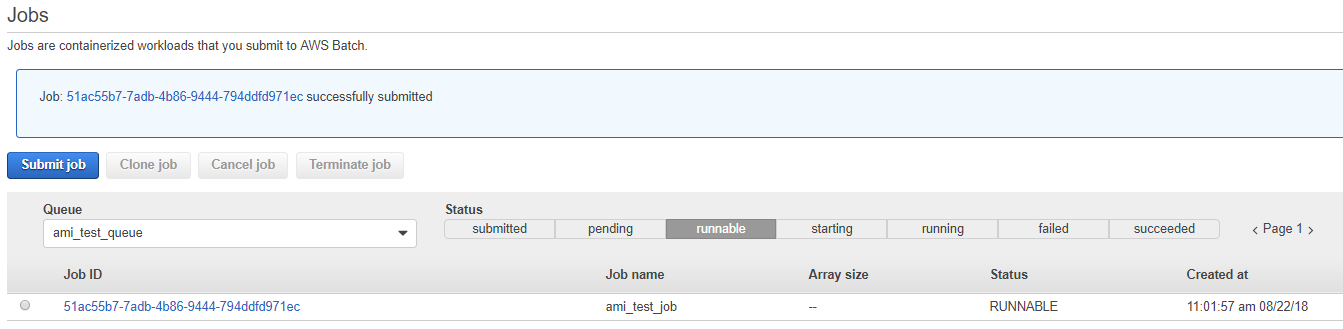 Jobs
Jobs are containerized workloads that you submit to AWS Batch.
Job: 51ac55b7-7adb-4b86-9444-794ddfd971ec successfully submitted
Submit job Clone job Cancel job Terminate job
Queue Status
ami_test_queue submitted pending runnable starting running failed succeeded < Page 1 >
Job ID Job name Array size Status Created at
51ac55b7-7adb-4b86-9444-794ddfd971ec ami_test_job -- RUNNABLE 11:01:57 am 08/22/18